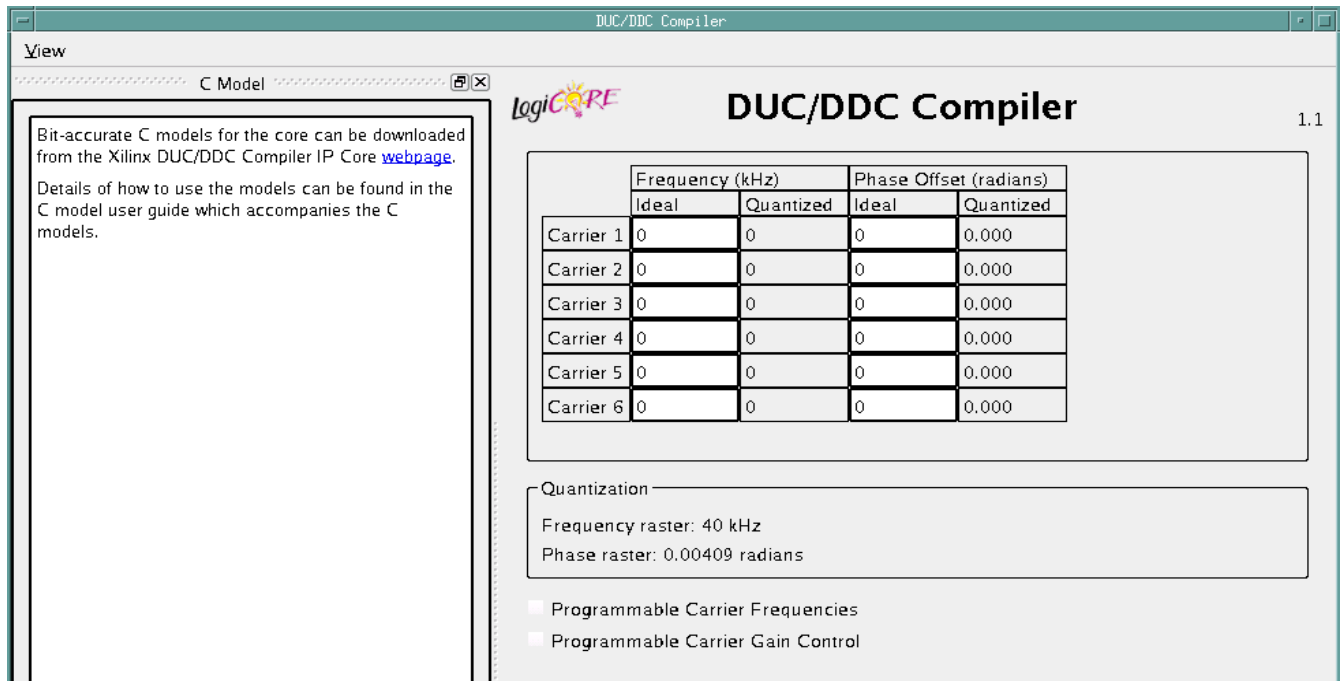 DUC/DDC Compiler
View
C Model
Bit-accurate C models for the core can be downloaded
from the Xilinx DUC/DDC Compiler IP Core webpage.
Details of how to use the models can be found in the
C model user guide which accompanies the C
models.
LogiCORE
DUC/DDC Compiler
1.1
Frequency (kHz) Phase Offset (radians)
Ideal Quantized Ideal Quantized
Carrier 1 0 0 0 0.000
Carrier 2 0 0 0 0.000
Carrier 3 0 0 0 0.000
Carrier 4 0 0 0 0.000
Carrier 5 0 0 0 0.000
Carrier 6 0 0 0 0.000
Quantization
Frequency raster: 40 kHz
Phase raster: 0.00409 radians
Programmable Carrier Frequencies
Programmable Carrier Gain Control